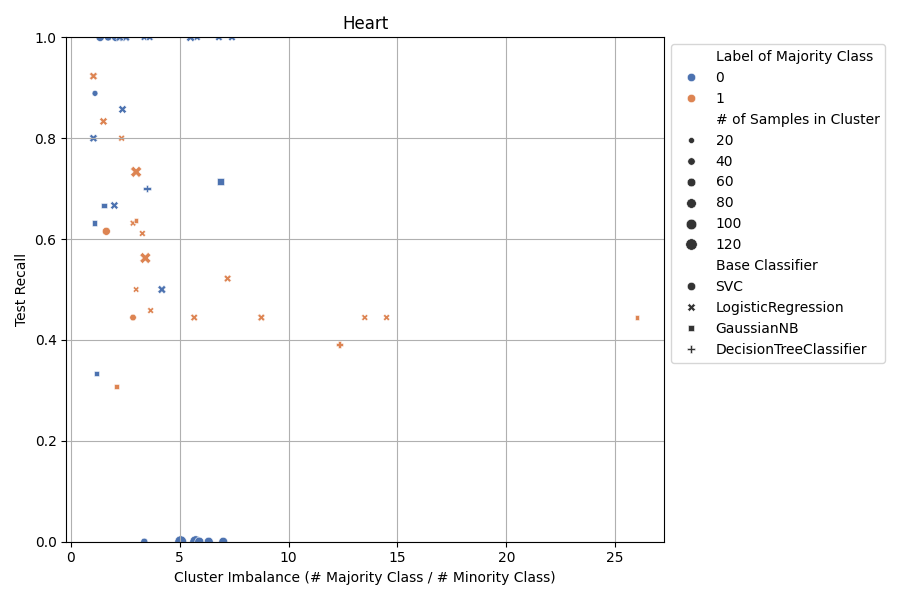 Heart
1.0
0.8
0.6
0.4
0.2
0.0
Test Recall
0 5 10 15 20 25
Cluster Imbalance (# Majority Class / # Minority Class)
Label of Majority Class
0
1
# of Samples in Cluster
20
40
60
80
100
120
Base Classifier
SVC
LogisticRegression
GaussianNB
DecisionTreeClassifier